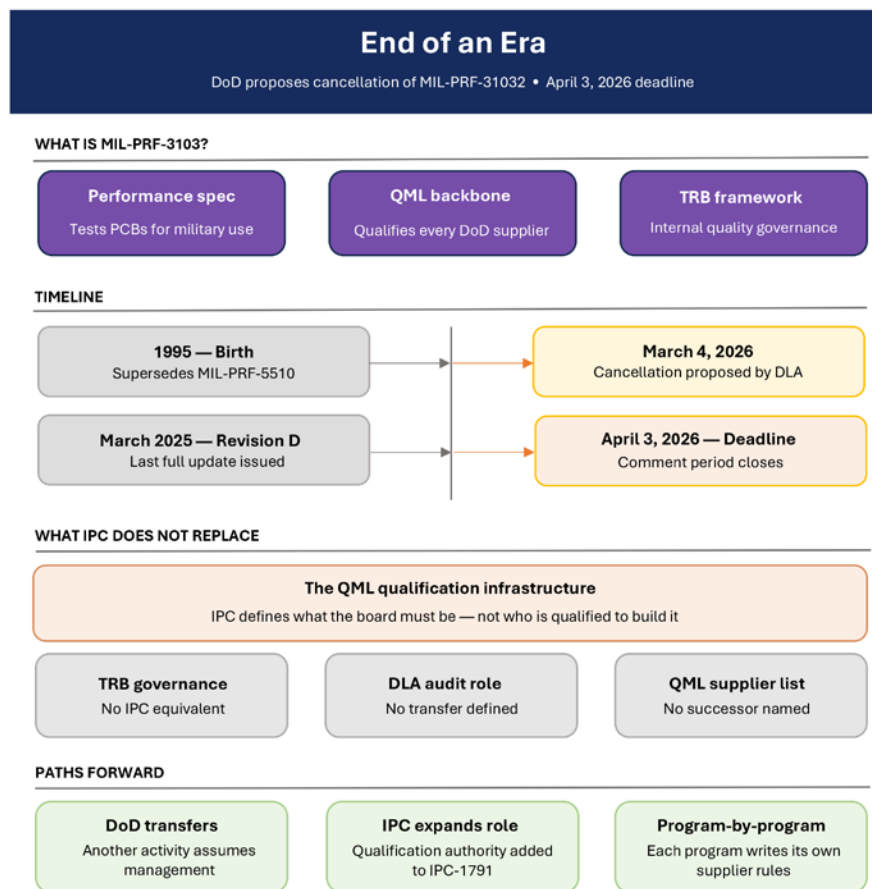 End of an Era
DoD proposes cancellation of MIL-PRF-31032 • April 3, 2026 deadline
WHAT IS MIL-PRF-3103?
Performance spec
Tests PCBs for military use
QML backbone
Qualifies every DoD supplier
TRB framework
Internal quality governance
TIMELINE
1995 — Birth
Supersedes MIL-PRF-5510
March 4, 2026
Cancellation proposed by DLA
March 2025 — Revision D
Last full update issued
April 3, 2026 — Deadline
Comment period closes
WHAT IPC DOES NOT REPLACE
The QML qualification infrastructure
IPC defines what the board must be — not who is qualified to build it
TRB governance
No IPC equivalent
DLA audit role
No transfer defined
QML supplier list
No successor named
PATHS FORWARD
DoD transfers
Another activity assumes
management
IPC expands role
Qualification authority added
to IPC-1791
Program-by-program
Each program writes its own
supplier rules